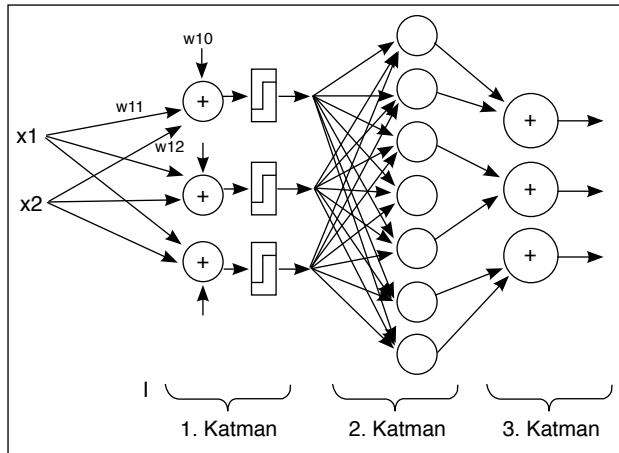 w10
w11
x1
w12
x2
+
+
+
+
+
+
I
1. Katman 2. Katman 3. Katman